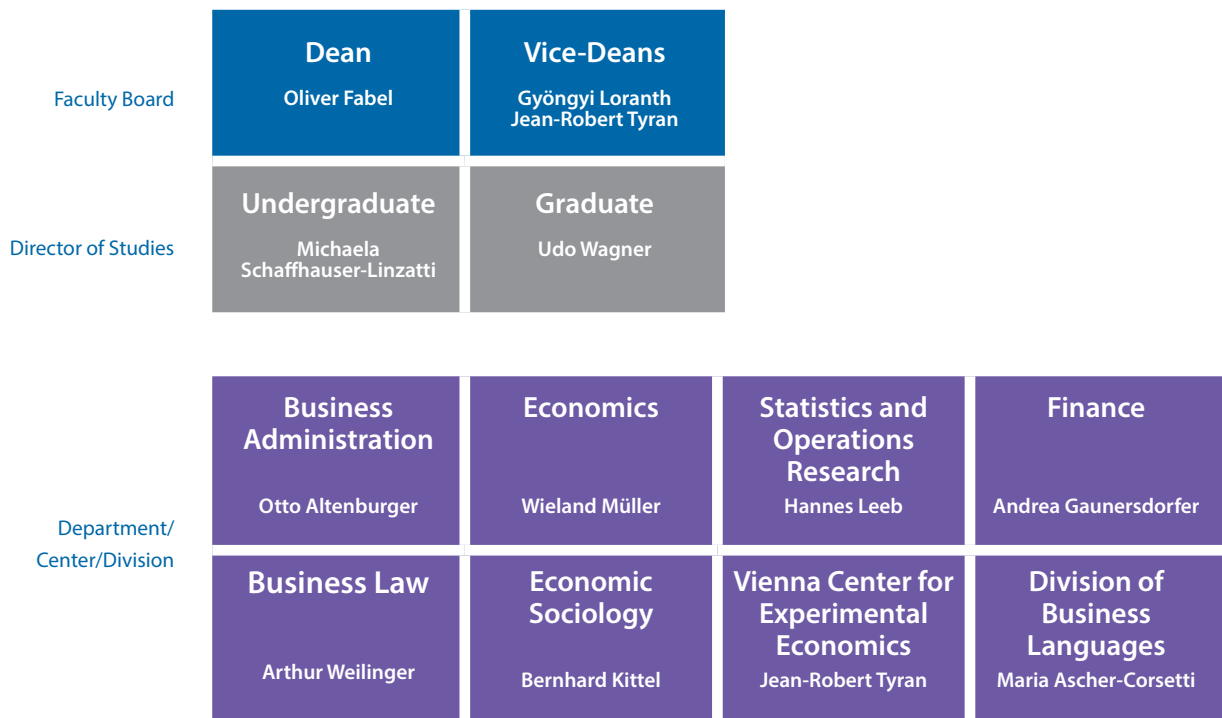 Faculty Board
Dean
Oliver Fabel
Vice-Deans
Gyöngyi Loranth
Jean-Robert Tyran
Director of Studies
Undergraduate
Michaela
Schaffhauser-Linzatti
Graduate
Udo Wagner
Department/
Center/Division
Business
Administration
Otto Altenburger
Economics
Wieland Müller
Statistics and
Operations
Research
Hannes Leeb
Finance
Andrea Gaunersdorfer
Business Law
Arthur Weilinger
Economic
Sociology
Bernhard Kittel
Vienna Center for
Experimental
Economics
Jean-Robert Tyran
Division of
Business
Languages
Maria Ascher-Corsetti